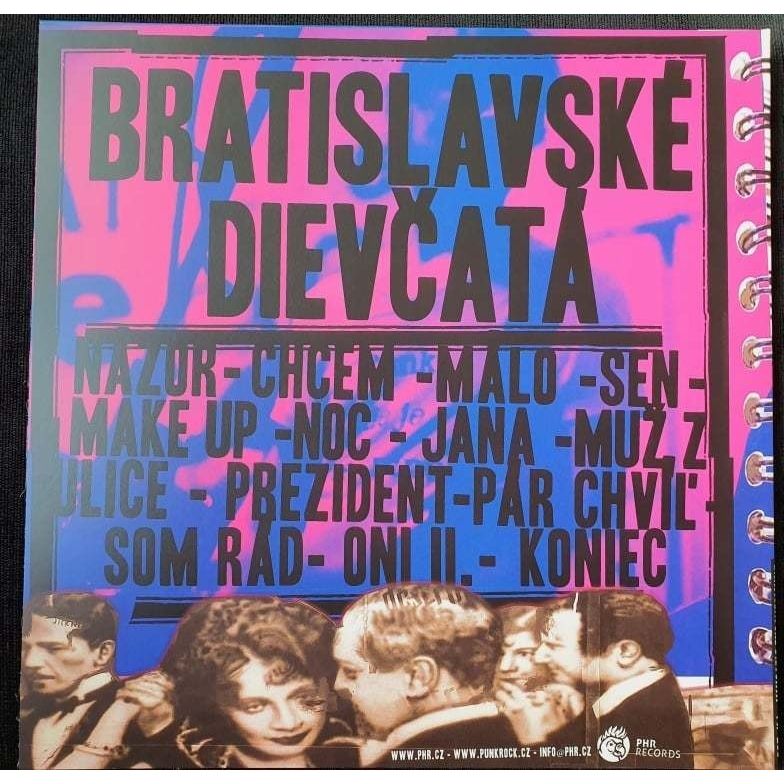 BRATISLAVSKÉ
DIEVČATÁ
NÁZOR - CHCEM - MÁLO - SEN -
MAKE UP - NOC - JANA - MUŽ Z
ULICE - PREZIDENT - PÁR CHVÍĽ -
SOM RÁD - ONI II. - KONIEC
WWW.PHR.CZ - WWW.PUNKROCK.CZ - INFO@PHR.CZ
PHR
RECORDS